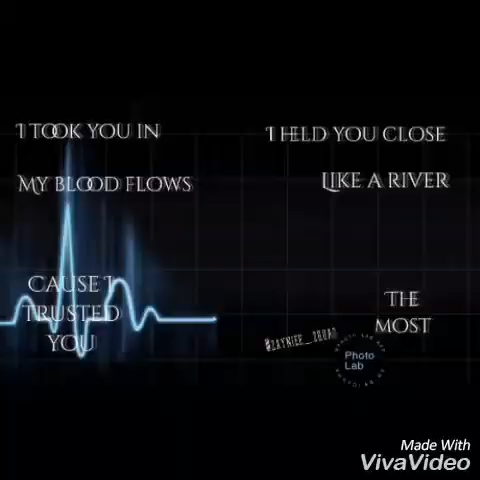 I TOOK YOU IN
I HELD YOU CLOSE
MY BLOOD FLOWS
LIKE A RIVER
CAUSE I
TRUSTED
YOU
THE
MOST
Photo
Lab
Made With
VivaVideo